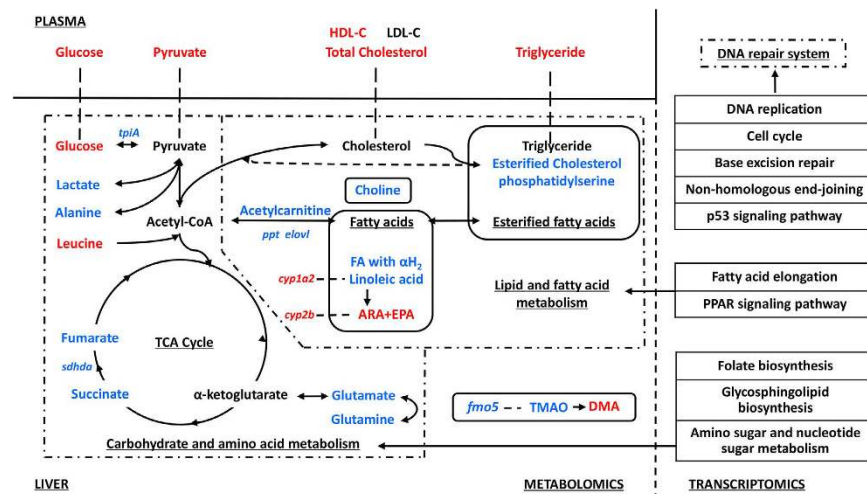 PLASMA
HDL-C LDL-C
Glucose Pyruvate Total Cholesterol Triglyceride
DNA repair system
DNA replication
Cell cycle
Base excision repair
Non-homologous end-joining
p53 signaling pathway
tpiA
Glucose Pyruvate Cholesterol Triglyceride
Esterified Cholesterol
phosphatidylserine
Lactate
Choline
Alanine
Acetyl-CoA
Acetylcarnitine
Fatty acids
Esterified fatty acids
ppt elovl
Leucine
FA with αH2
Linoleic acid
cyp1a2
ARA+EPA
cyp2b
Lipid and fatty acid
metabolism
Fatty acid elongation
PPAR signaling pathway
Fumarate
TCA Cycle
sdhda
Succinate
α-ketoglutarate
Glutamate
Glutamine
fmo5 TMAO DMA
Folate biosynthesis
Glycosphingolipid
biosynthesis
Amino sugar and nucleotide
sugar metabolism
Carbohydrate and amino acid metabolism
LIVER METABOLOMICS TRANSCRIPTOMICS